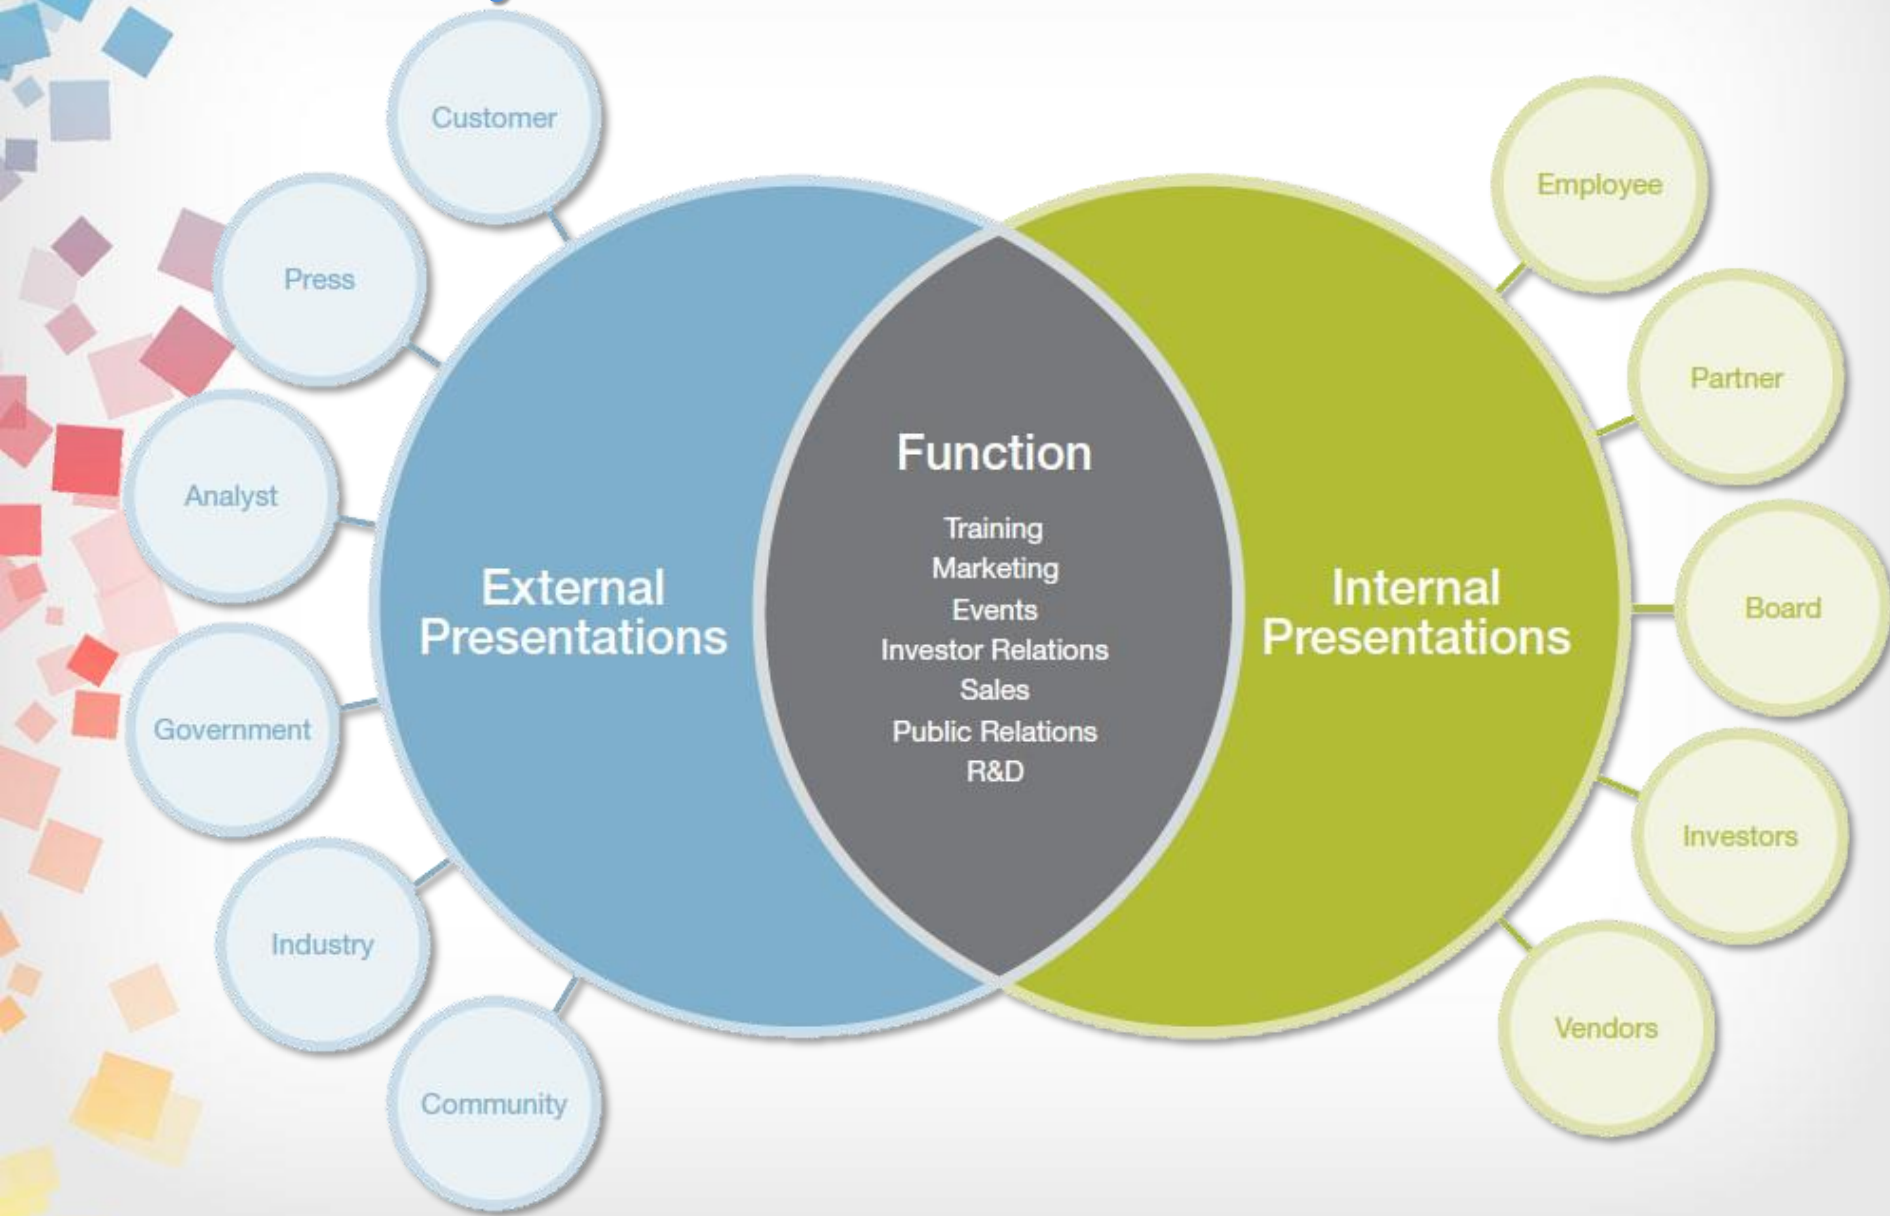 Customer
Press
Analyst
Government
Industry
Community
External
Presentations
Function
Training
Marketing
Events
Investor Relations
Sales
Public Relations
R&D
Internal
Presentations
Employee
Partner
Board
Investors
Vendors